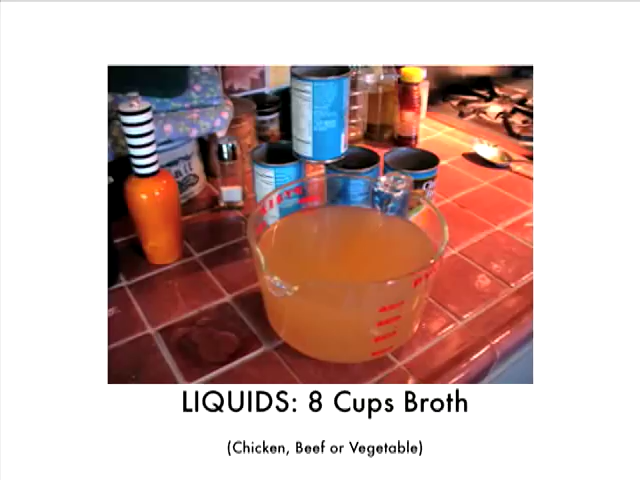 LIQUIDS: 8 Cups Broth
(Chicken, Beef or Vegetable)